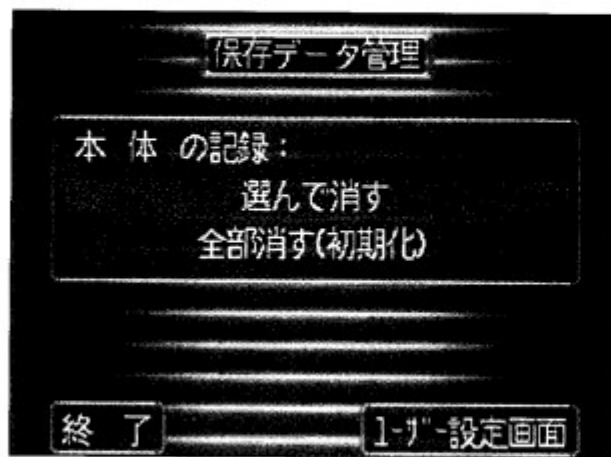 保存データ管理
本 体 の記録：
選んで消す
全部消す(初期化)
終 了
ユーザー設定画面